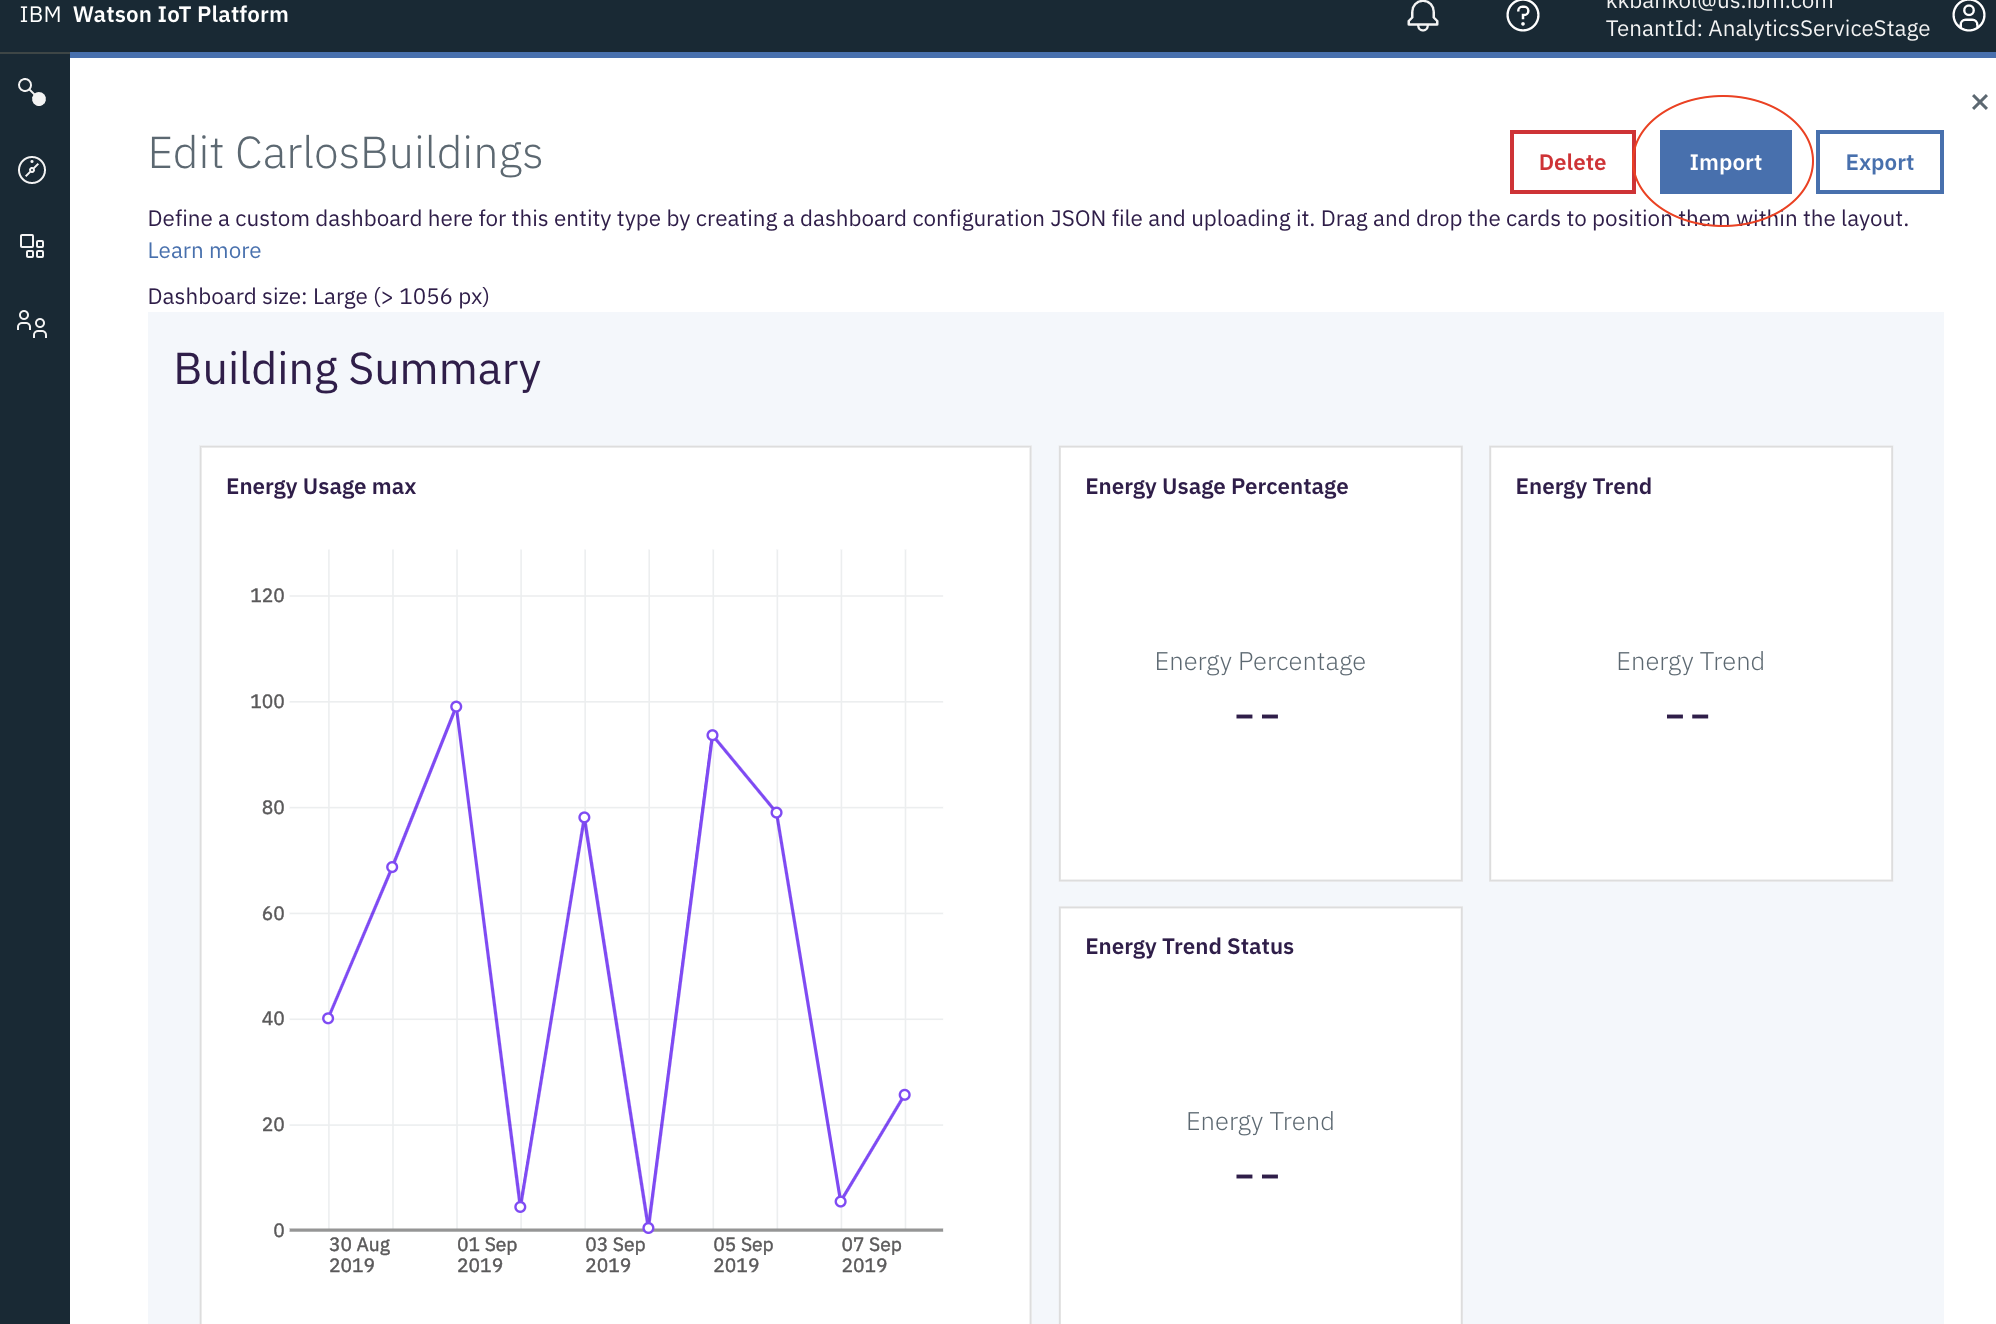 IBM Watson IoT Platform
TenantId: AnalyticsServiceStage
Edit CarlosBuildings
Delete
Import
Export
Define a custom dashboard here for this entity type by creating a dashboard configuration JSON file and uploading it. Drag and drop the cards to position them within the layout.
Learn more
Dashboard size: Large (> 1056 px)
Building Summary
Energy Usage max
120
100
80
60
40
20
0
30 Aug
2019
01 Sep
2019
03 Sep
2019
05 Sep
2019
07 Sep
2019
Energy Usage Percentage
Energy Percentage
--
Energy Trend
Energy Trend
--
Energy Trend Status
Energy Trend
--